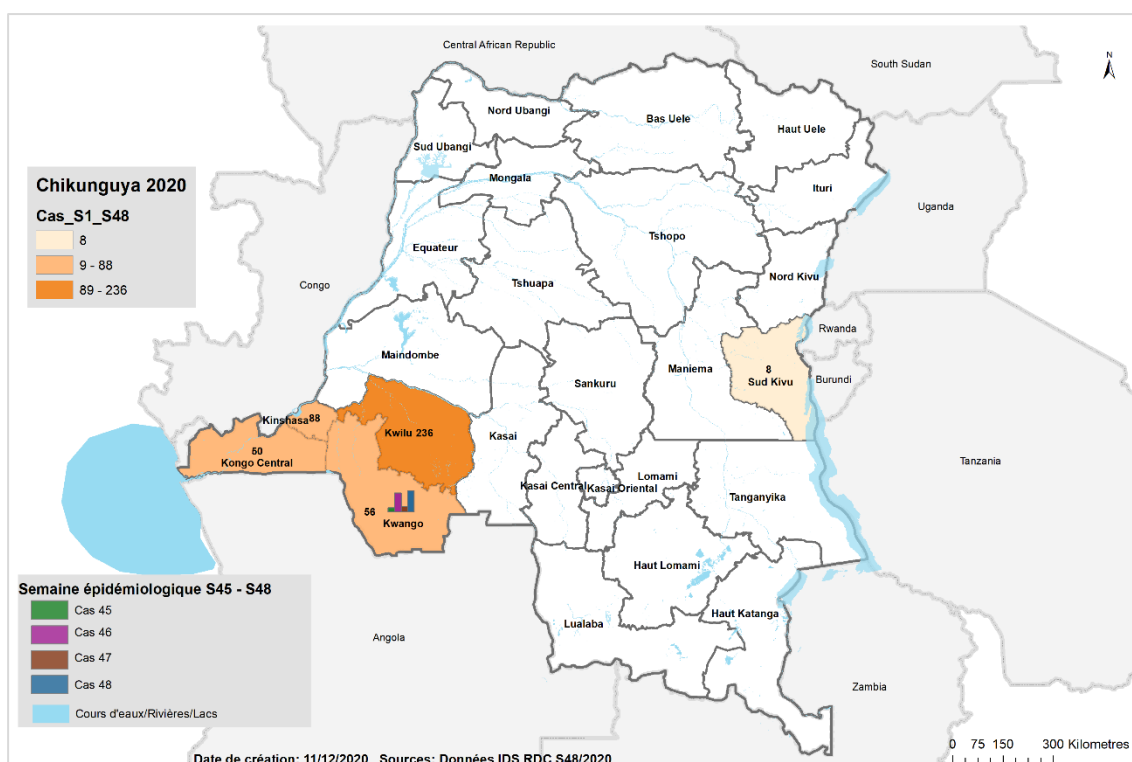 Central African Republic
South Sudan
N
Nord Ubangi
Bas Uele
Haut Uele
Sud Ubangi
Mongala
Ituri
Chikunguya 2020
Cas_S1_S48
8
9 - 88
89 - 236
Uganda
Equateur
Tshopo
Tshuapa
Nord Kivu
Congo
Rwanda
Maindombe
Maniema
8
Sud Kivu
Sankuru
Burundi
Kinshasa 88
Kwilu 236
Kasai
50
Kongo Central
Tanzania
Kasai Central
Kasai Oriental
Lomami
Tanganyika
56
Kwango
Haut Lomami
Semaine épidémiologique S45 - S48
Cas 45
Cas 46
Cas 47
Cas 48
Cours d'eaux/Rivières/Lacs
Haut Katanga
Lualaba
Angola
Zambia
0 75 150 300 Kilometres
Date de création: 11/12/2020 Sources: Données IDS RDC S48/2020